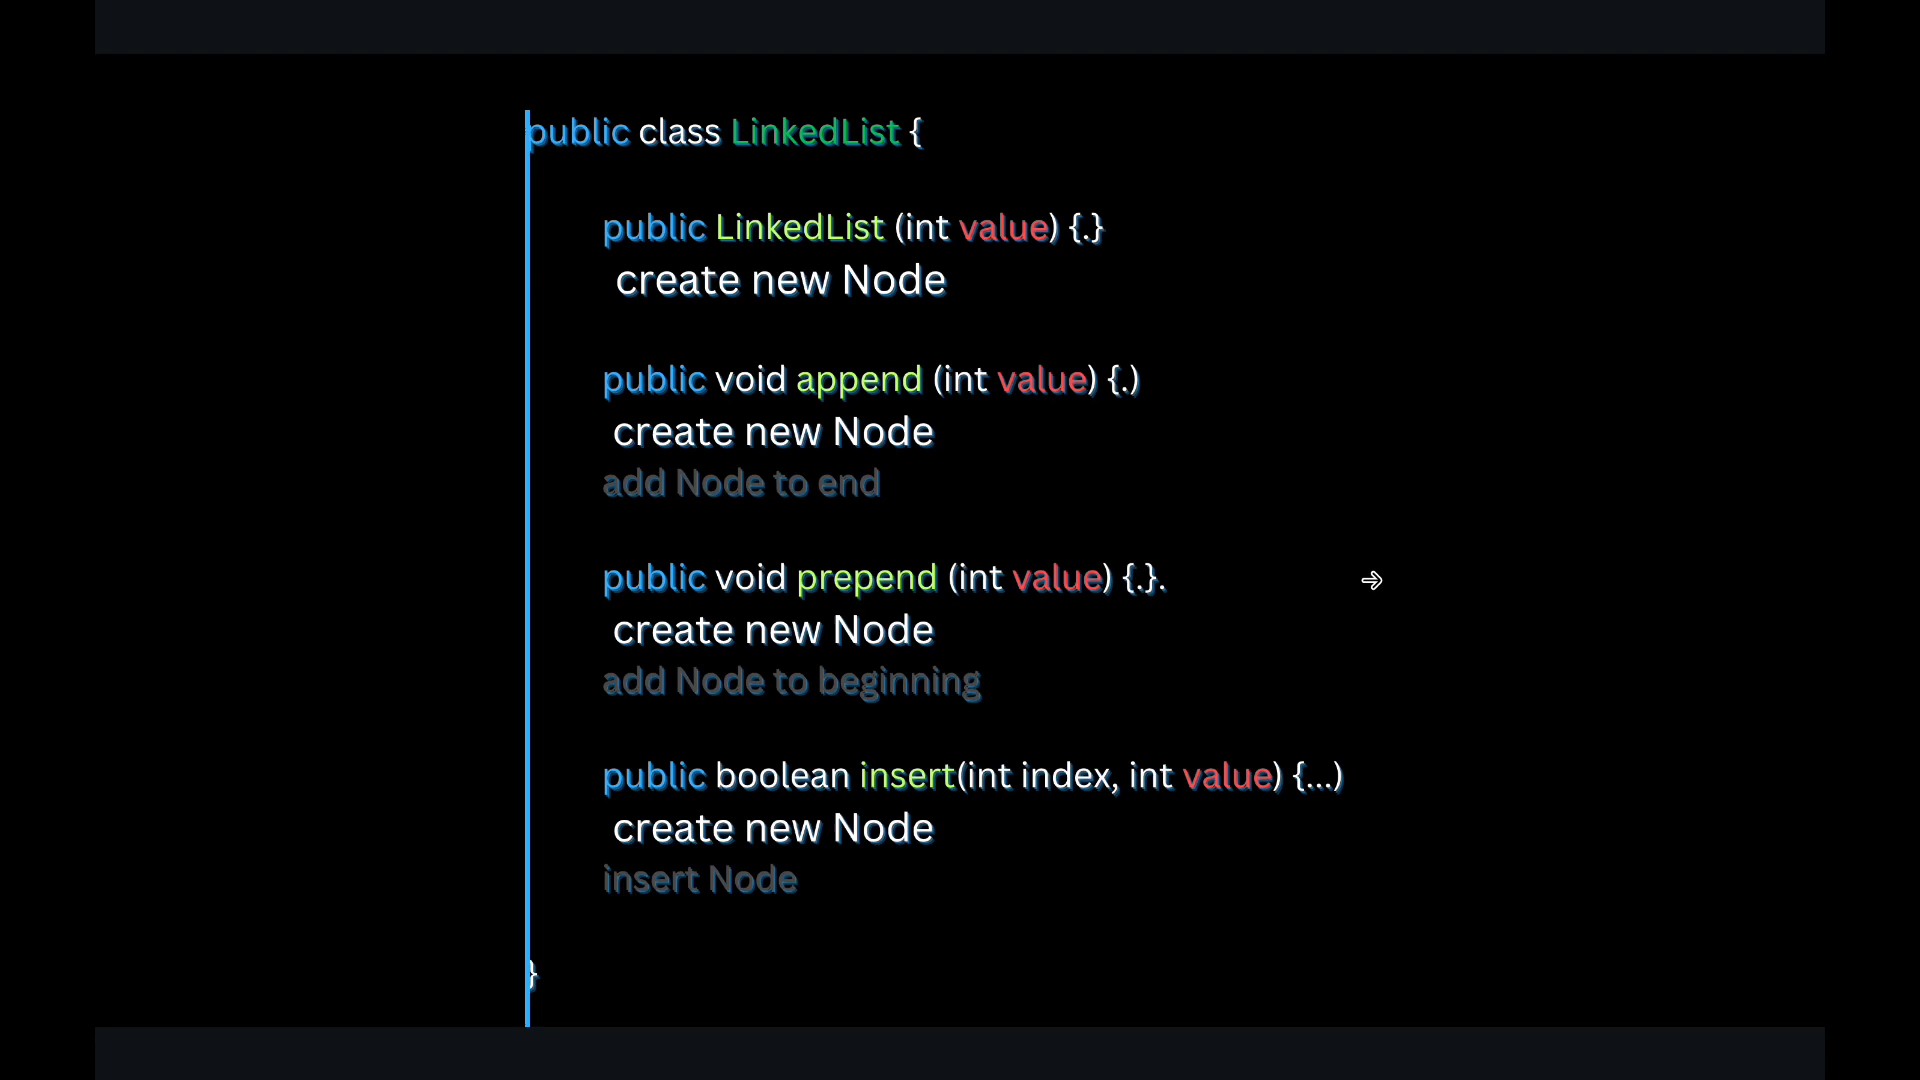 public class LinkedList {
public LinkedList (int value) {.}
create new Node
public void append (int value) {.)
create new Node
add Node to end
public void prepend (int value) {.}.
create new Node
add Node to beginning
public boolean insert(int index, int value) {...)
create new Node
insert Node
}